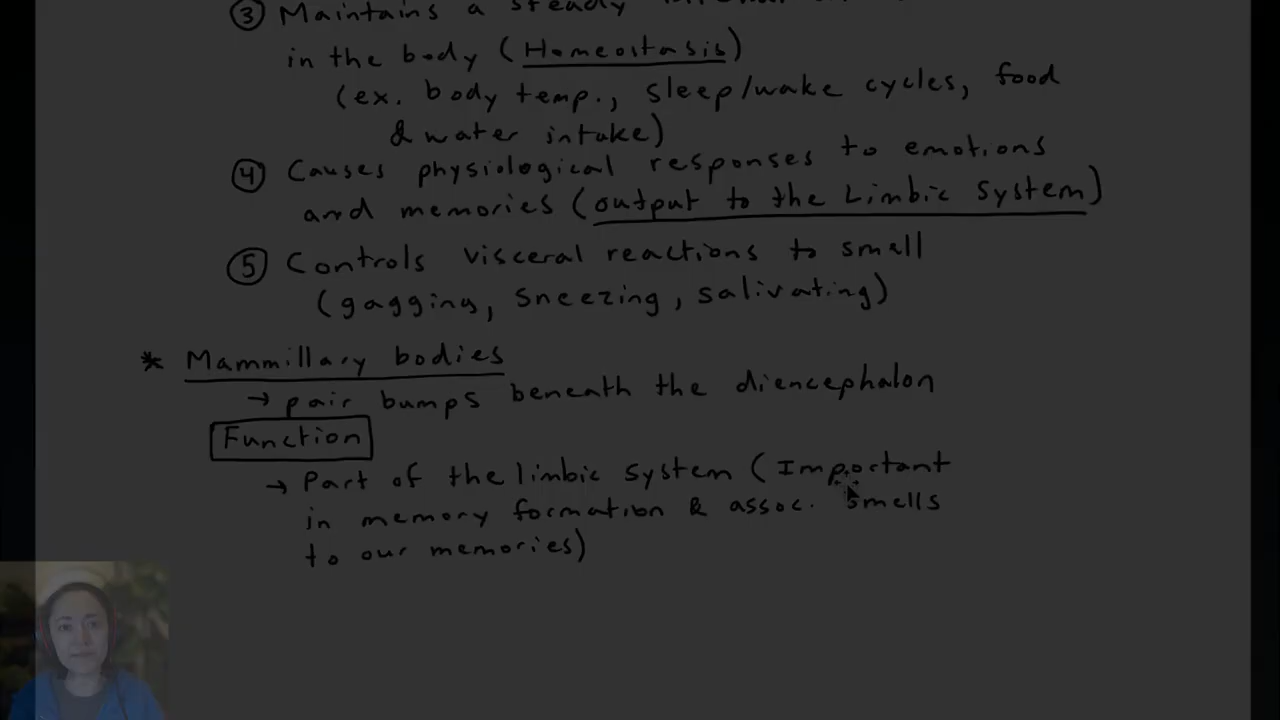 ③ Maintains a steady
in the body (Homeostasis)
(ex. body temp., sleep/wake cycles, food
& water intake)
④ Causes physiological responses to emotions
and memories (output to the Limbic System)
⑤ Controls visceral reactions to smell
(gagging, sneezing, salivating)
* Mammillary bodies
→ pair bumps beneath the diencephalon
Function
→ Part of the limbic system (Important
in memory formation & assoc. smells
to our memories)